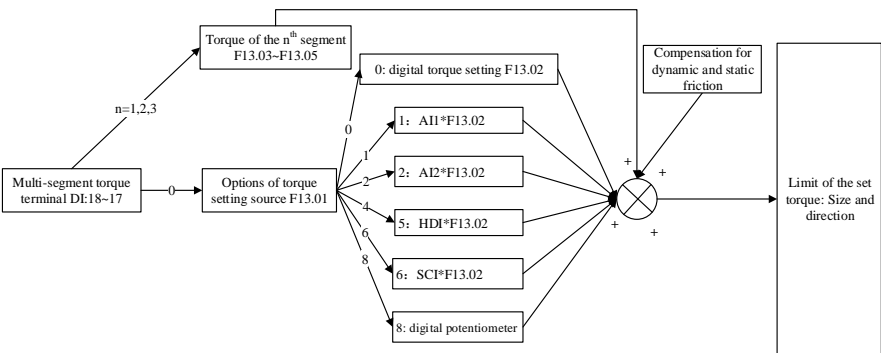 Torque of the nth segment
F13.03~F13.05
Compensation for
dynamic and static
friction
0: digital torque setting F13.02
n=1,2,3
0
1：AI1*F13.02
1
Multi-segment torque
terminal DI:18~17
0
Options of torque
setting source F13.01
2
2：AI2*F13.02
+
+
Limit of the set
torque: Size and
direction
4
5：HDI*F13.02
+
+
6
6：SCI*F13.02
8
8: digital potentiometer